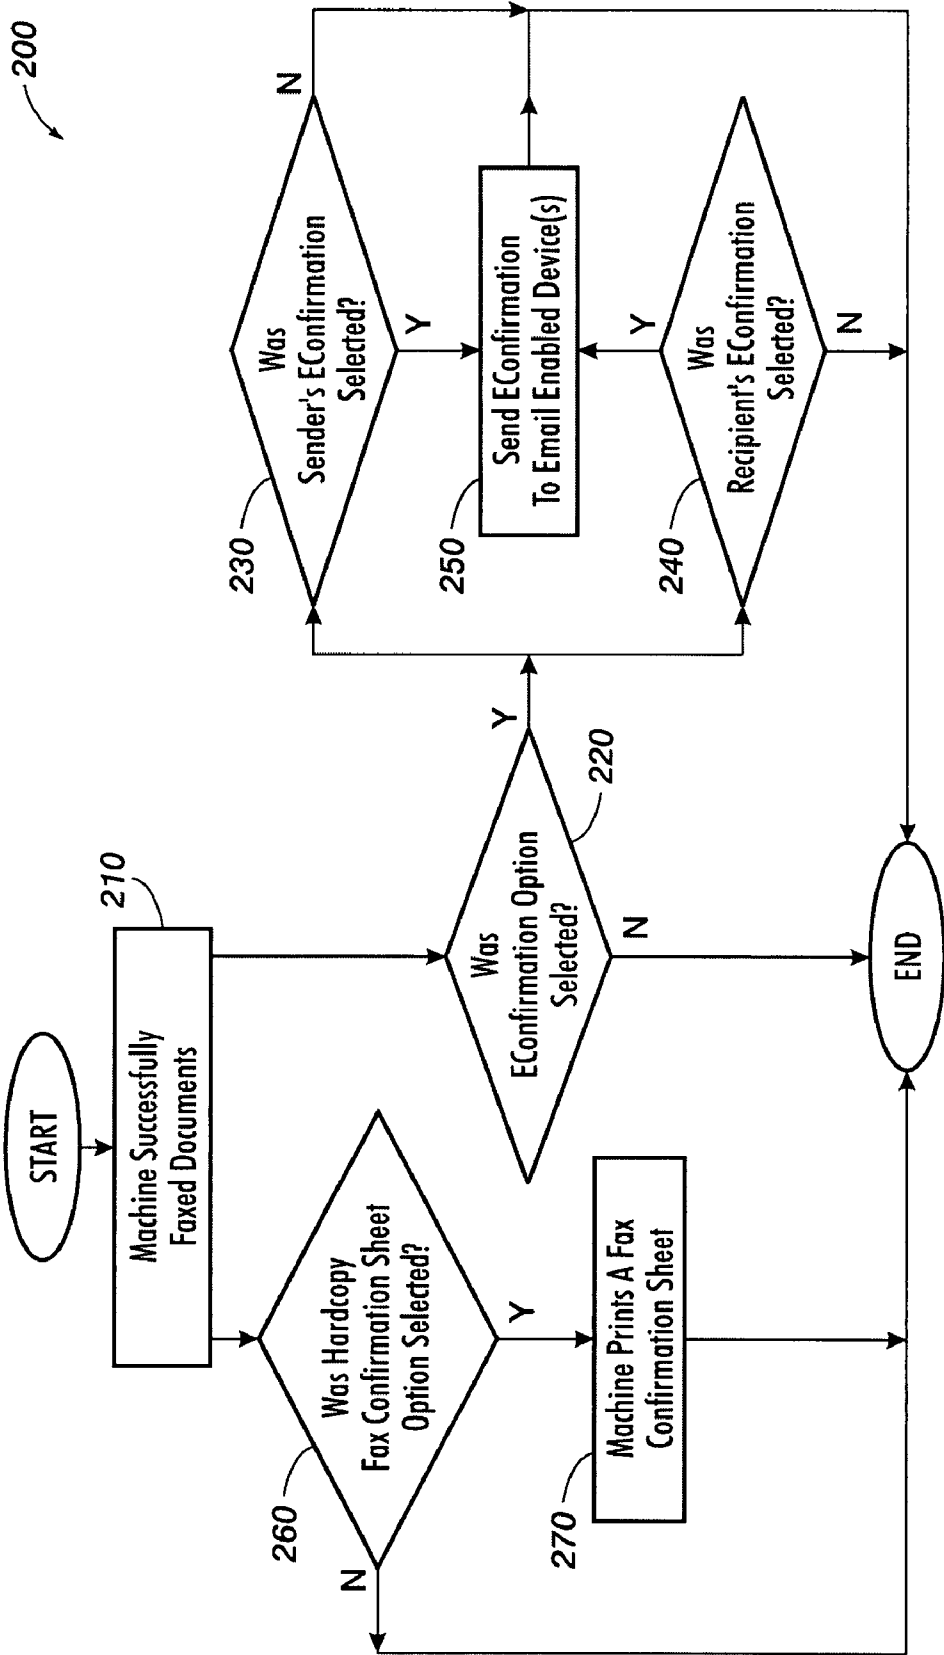 200
START
Machine Successfully
Faxed Documents
210
Was Hardcopy
Fax Confirmation Sheet
Option Selected?
260
N
Y
Machine Prints A Fax
Confirmation Sheet
270
Was
EConfirmation Option
Selected?
220
Y
N
Was
Sender's EConfirmation
Selected?
230
N
Y
Send EConfirmation
To Email Enabled Device(s)
250
Y
Was
Recipient's EConfirmation
Selected?
240
N
END